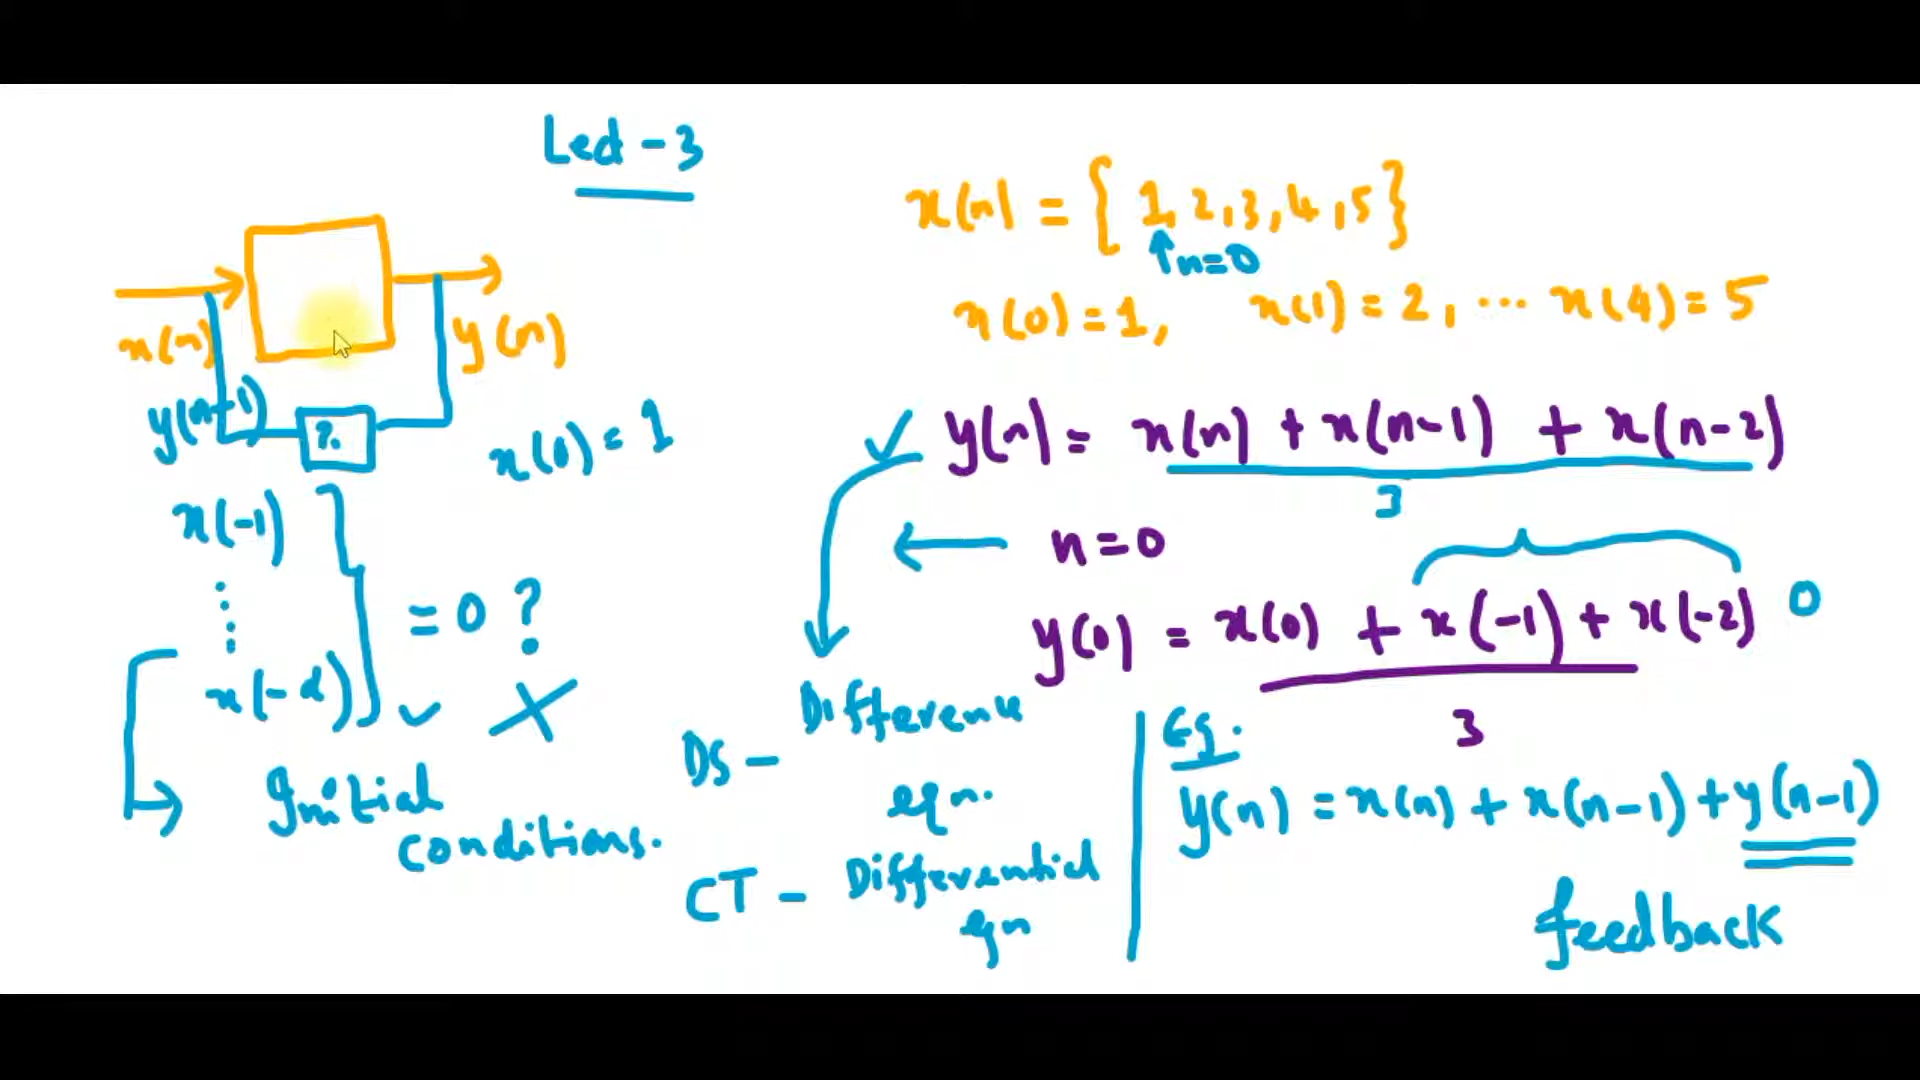 Lect - 3
x(n) = { 1, 2, 3, 4, 5 }
↑n=0
x(0) = 1, x(1) = 2, ... x(4) = 5
x(n)
y(n)
y(n-1)
?.
x(0) = 1
y(n) = x(n) + x(n-1) + x(n-2)
3
x(-1)
⋮
x(-2)
= 0 ?
✓ ✗
Initial
conditions.
← n=0
y(0) = x(0) + x(-1) + x(-2) 0
3
DS - Difference
eqn.
CT - Differential
eqn
Eg.
y(n) = x(n) + x(n-1) + y(n-1)
feedback